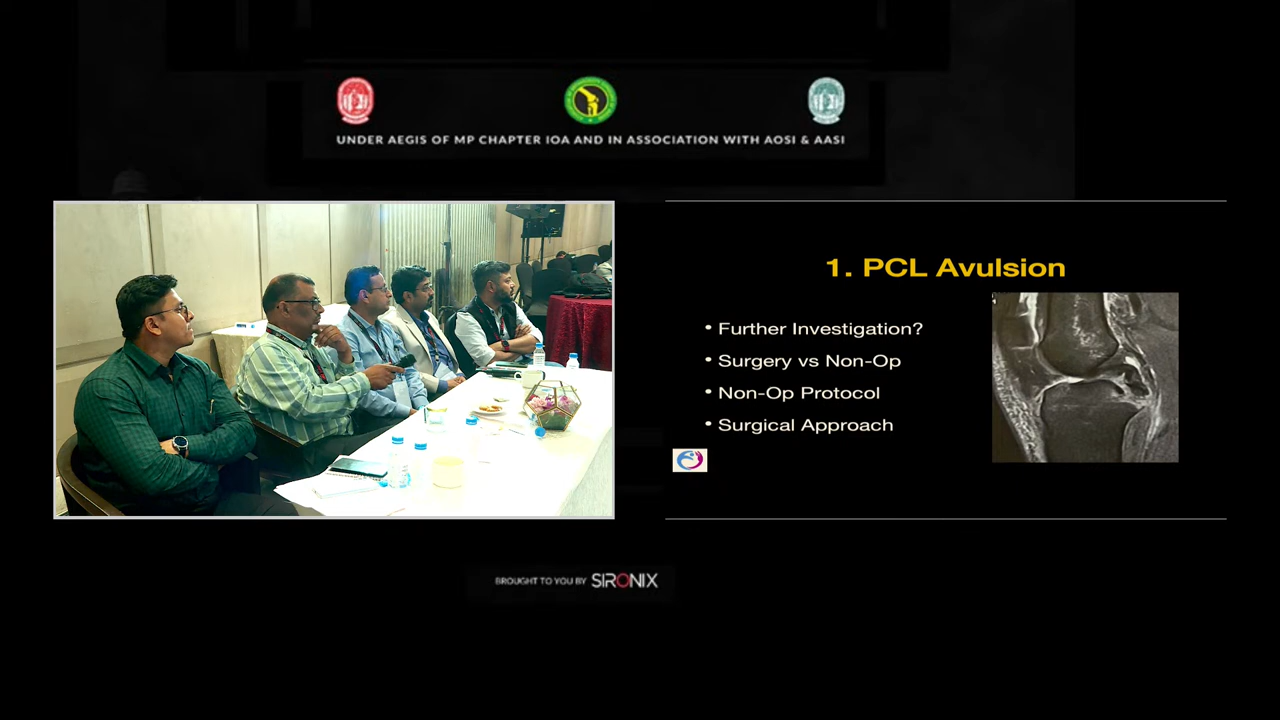 UNDER AEGIS OF MP CHAPTER IOA AND IN ASSOCIATION WITH AOSI & AASI
1. PCL Avulsion
• Further Investigation?
• Surgery vs Non-Op
• Non-Op Protocol
• Surgical Approach
BROUGHT TO YOU BY SIRONIX